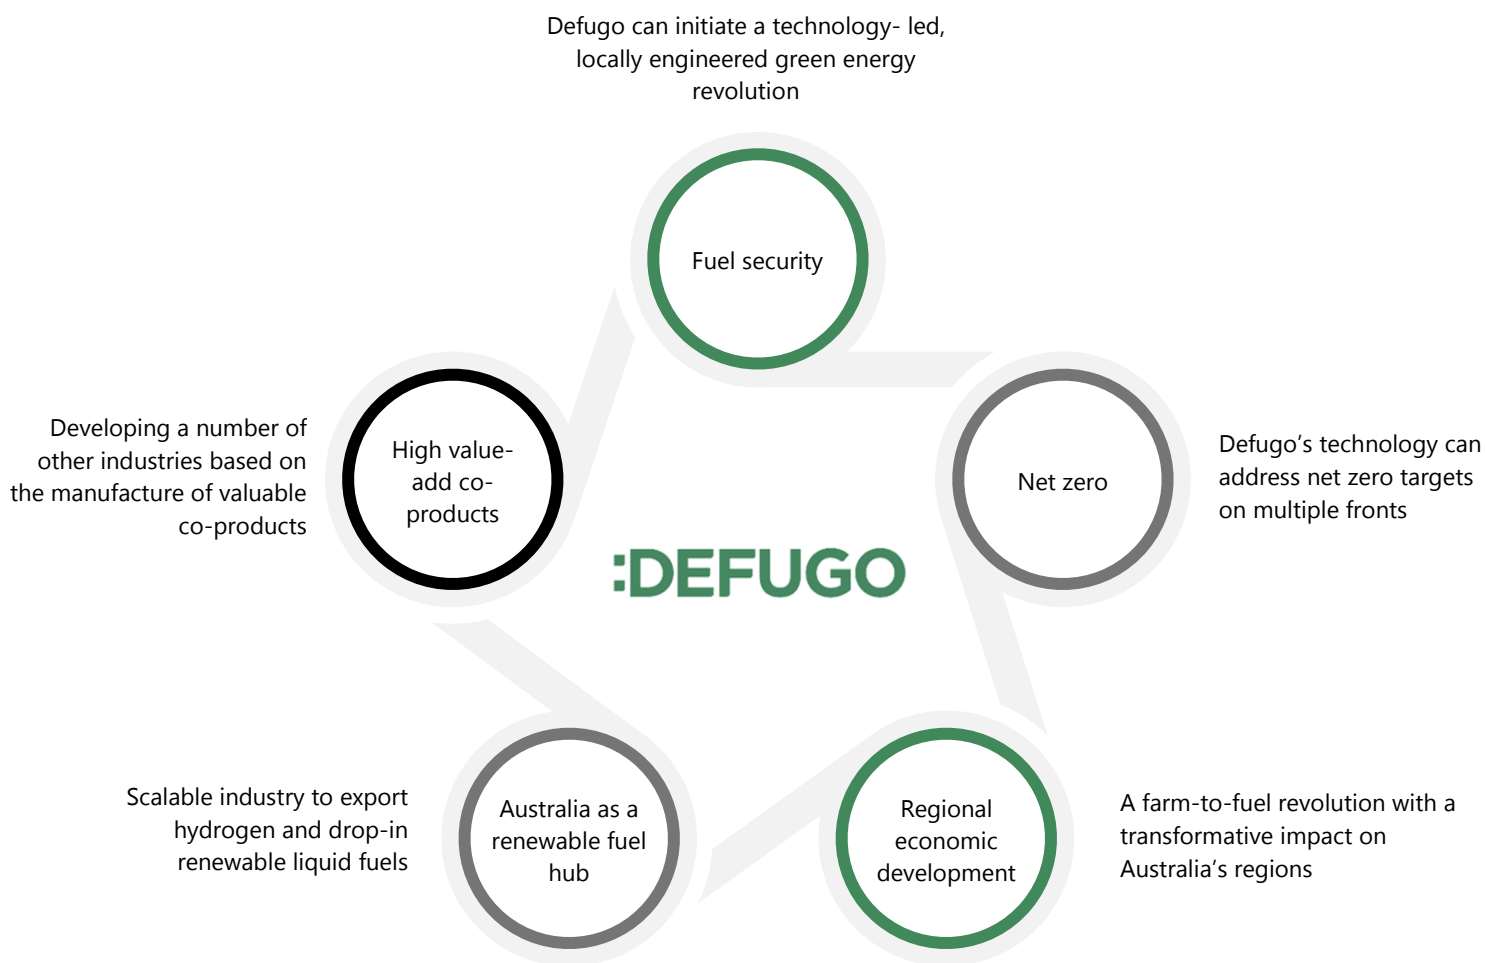 Defugo can initiate a technology- led,
locally engineered green energy
revolution
Fuel security
Net zero
Defugo‘s technology can
address net zero targets
on multiple fronts
Regional
economic
development
A farm-to-fuel revolution with a
transformative impact on
Australia’s regions
Australia as a
renewable fuel
hub
Scalable industry to export
hydrogen and drop-in
renewable liquid fuels
High value-
add co-
products
Developing a number of
other industries based on
the manufacture of valuable
co-products
:DEFUGO